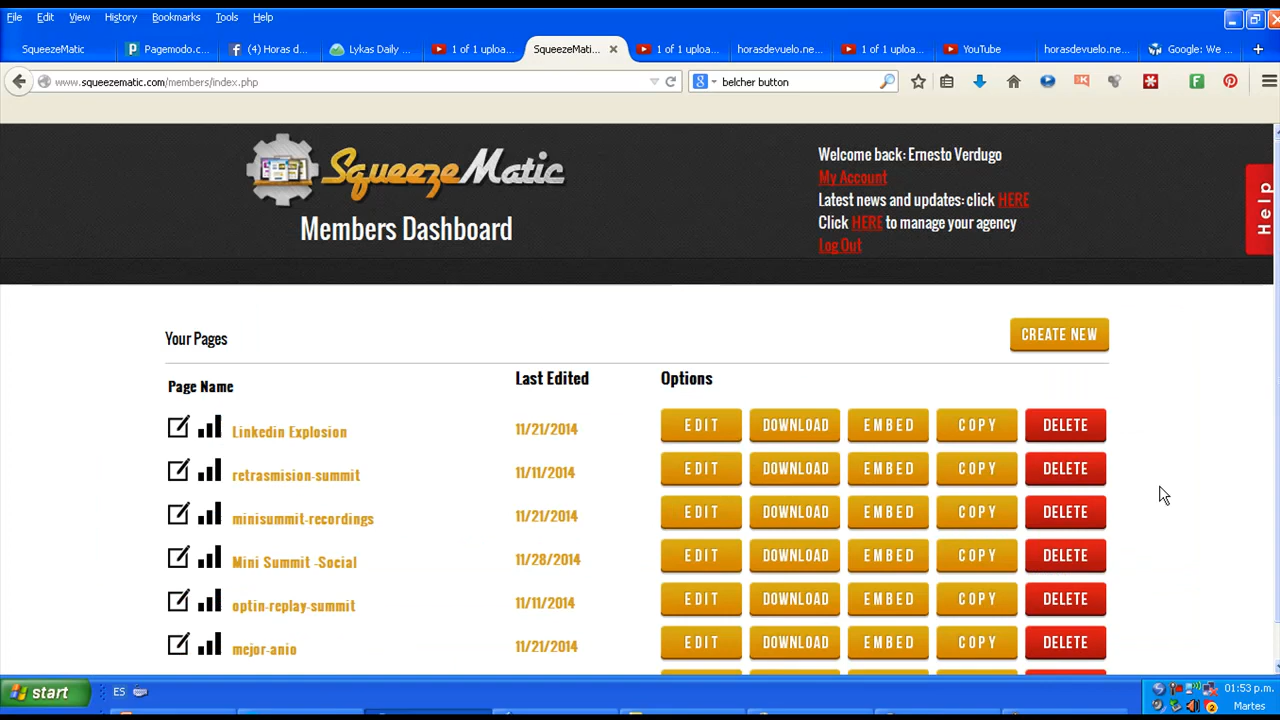 File Edit View History Bookmarks Tools Help
SqueezeMatic Pagemodo.c... (4) Horas d... Lykas Daily ... 1 of 1 uploa... SqueezeMati... 1 of 1 uploa... horasdevuelo.ne... 1 of 1 uploa... YouTube horasdevuelo.ne... Google: We ...
www.squeezematic.com/members/index.php
belcher button
SqueezeMatic
Members Dashboard
Welcome back: Ernesto Verdugo
My Account
Latest news and updates: click HERE
Click HERE to manage your agency
Log Out
Help
Your Pages
CREATE NEW
Page Name Last Edited Options
Linkedin Explosion 11/21/2014 EDIT DOWNLOAD EMBED COPY DELETE
retrasmision-summit 11/11/2014 EDIT DOWNLOAD EMBED COPY DELETE
minisummit-recordings 11/21/2014 EDIT DOWNLOAD EMBED COPY DELETE
Mini Summit -Social 11/28/2014 EDIT DOWNLOAD EMBED COPY DELETE
optin-replay-summit 11/11/2014 EDIT DOWNLOAD EMBED COPY DELETE
mejor-anio 11/21/2014 EDIT DOWNLOAD EMBED COPY DELETE
start ES 01:53 p.m.
Martes